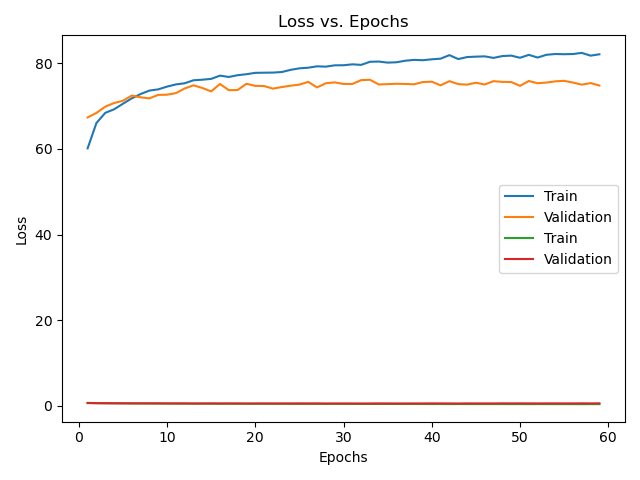 Loss vs. Epochs
Loss
80
60
40
20
0
Train
Validation
Train
Validation
0 10 20 30 40 50 60
Epochs